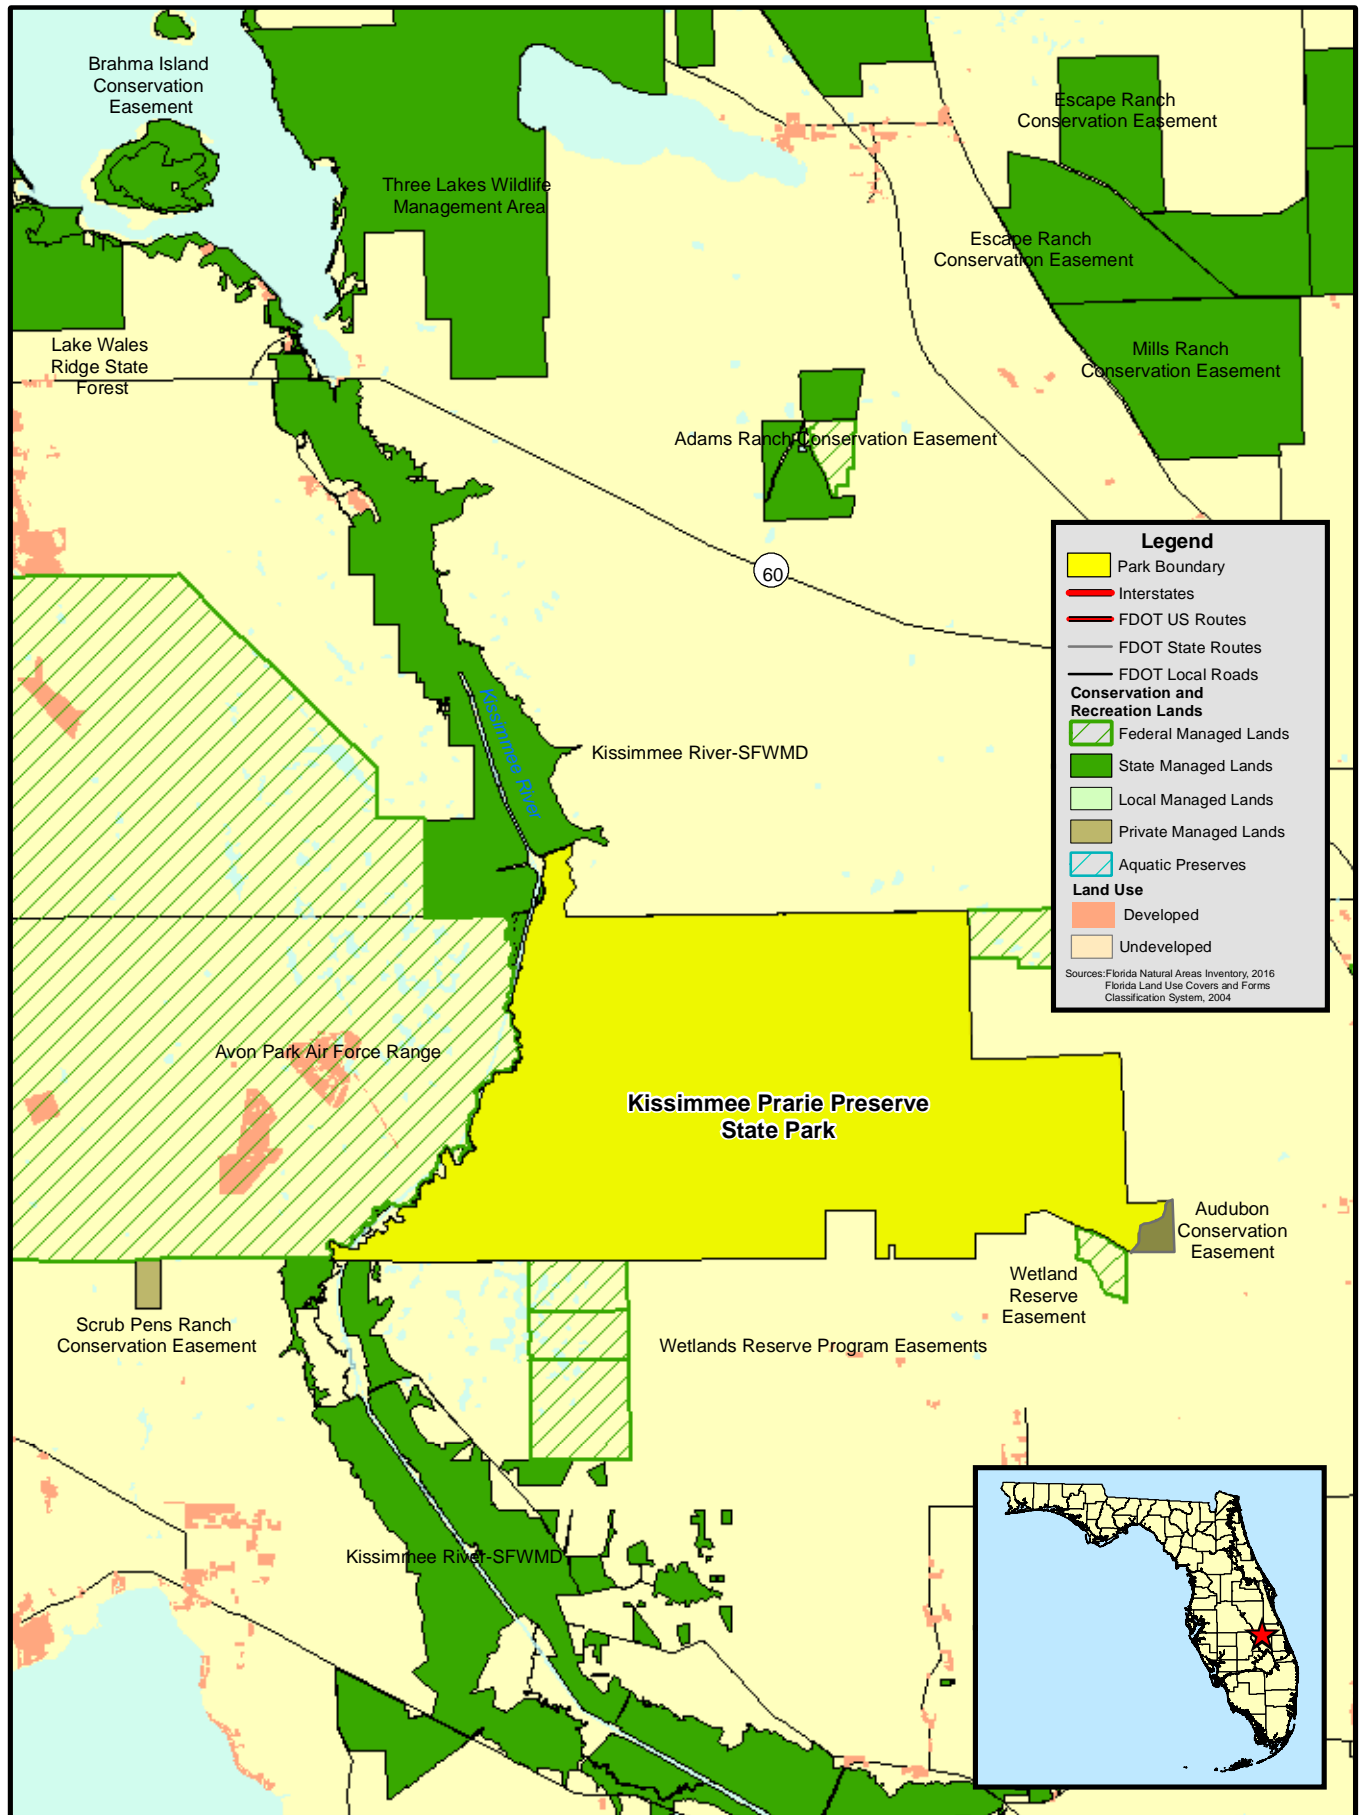 Brahma Island
Conservation
Easement
Escape Ranch
Conservation Easement
Three Lakes Wildlife
Management Area
Escape Ranch
Conservation Easement
Lake Wales
Ridge State
Forest
Mills Ranch
Conservation Easement
Adams Ranch Conservation Easement
60
Legend
Park Boundary
Interstates
FDOT US Routes
FDOT State Routes
FDOT Local Roads
Conservation and
Recreation Lands
Federal Managed Lands
State Managed Lands
Local Managed Lands
Private Managed Lands
Aquatic Preserves
Land Use
Developed
Undeveloped
Sources:Florida Natural Areas Inventory, 2016
Florida Land Use Covers and Forms
Classification System, 2004
Kissimmee River
Kissimmee River-SFWMD
Avon Park Air Force Range
Kissimmee Prarie Preserve
State Park
Audubon
Conservation
Easement
Wetland
Reserve
Easement
Scrub Pens Ranch
Conservation Easement
Wetlands Reserve Program Easements
Kissimmee River-SFWMD